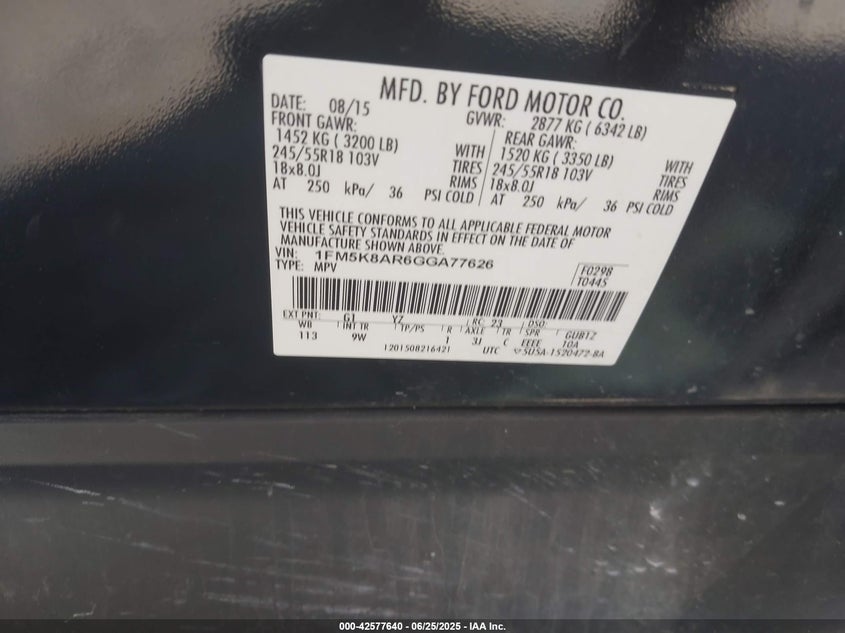 MFD. BY FORD MOTOR CO.
DATE: 08/15 GVWR: 2877 KG ( 6342 LB)
FRONT GAWR: REAR GAWR:
1452 KG ( 3200 LB) WITH 1520 KG ( 3350 LB) WITH
245/55R18 103V TIRES 245/55R18 103V TIRES
18x8.0J RIMS 18x8.0J RIMS
AT 250 kPa/ 36 PSI COLD AT 250 kPa/ 36 PSI COLD
THIS VEHICLE CONFORMS TO ALL APPLICABLE FEDERAL MOTOR
VEHICLE SAFETY STANDARDS IN EFFECT ON THE DATE OF
MANUFACTURE SHOWN ABOVE.
VIN: 1FM5K8AR6GGA77626 F0298
TYPE: MPV T0445
EXT PNT: G1 YZ RC: 23 DSO:
WB INT TR TP/PS R AXLE TR SPR GUBTZ
113 9W 1 3J C EEEE 10A
1201508216421 UTC 5USA-1520472-BA
000-42577640 - 06/25/2025 - IAA Inc.